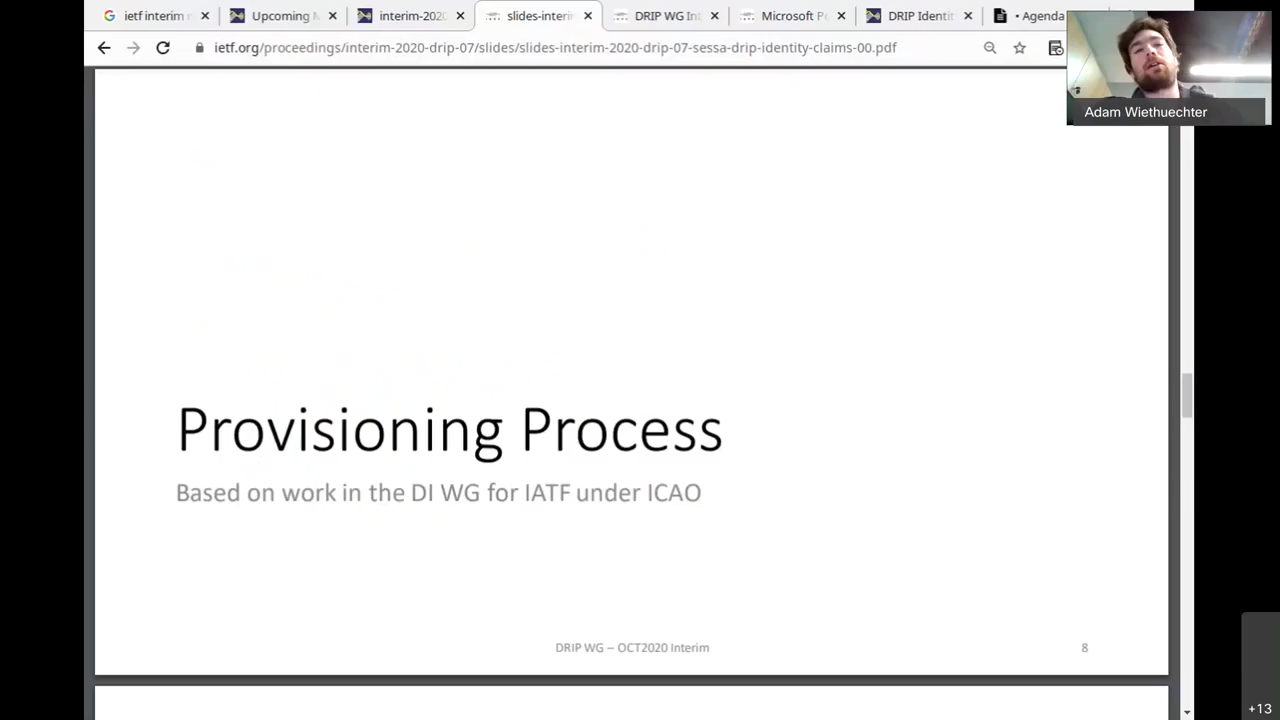 ietf interim
Upcoming
interim-202
slides-interi
DRIP WG Int
Microsoft P
DRIP Identit
• Agenda
ietf.org/proceedings/interim-2020-drip-07/slides/slides-interim-2020-drip-07-sessa-drip-identity-claims-00.pdf
Adam Wiethuechter
Provisioning Process
Based on work in the DI WG for IATF under ICAO
DRIP WG – OCT2020 Interim
8
+13